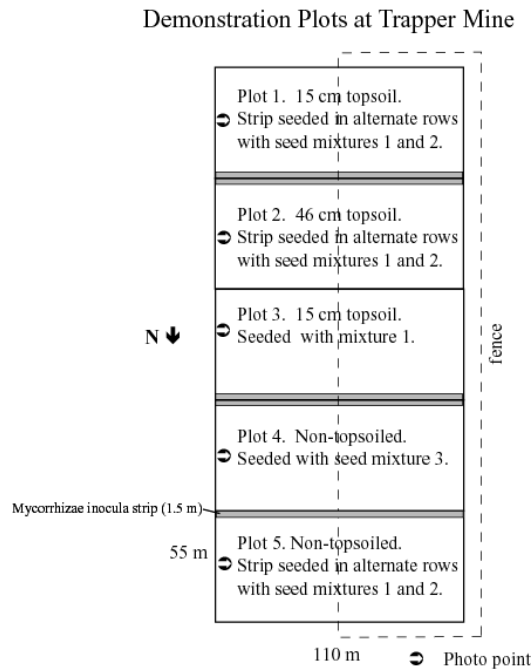 Demonstration Plots at Trapper Mine
Plot 1.  15 cm topsoil.
Strip seeded in alternate rows
with seed mixtures 1 and 2.
Plot 2.  46 cm topsoil.
Strip seeded in alternate rows
with seed mixtures 1 and 2.
Plot 3.  15 cm topsoil.
Seeded  with mixture 1.
N
fence
Plot 4.  Non-topsoiled.
Seeded with seed mixture 3.
Mycorrhizae inocula strip (1.5 m)
Plot 5. Non-topsoiled.
Strip seeded in alternate rows
with seed mixtures 1 and 2.
55 m
110 m
Photo point